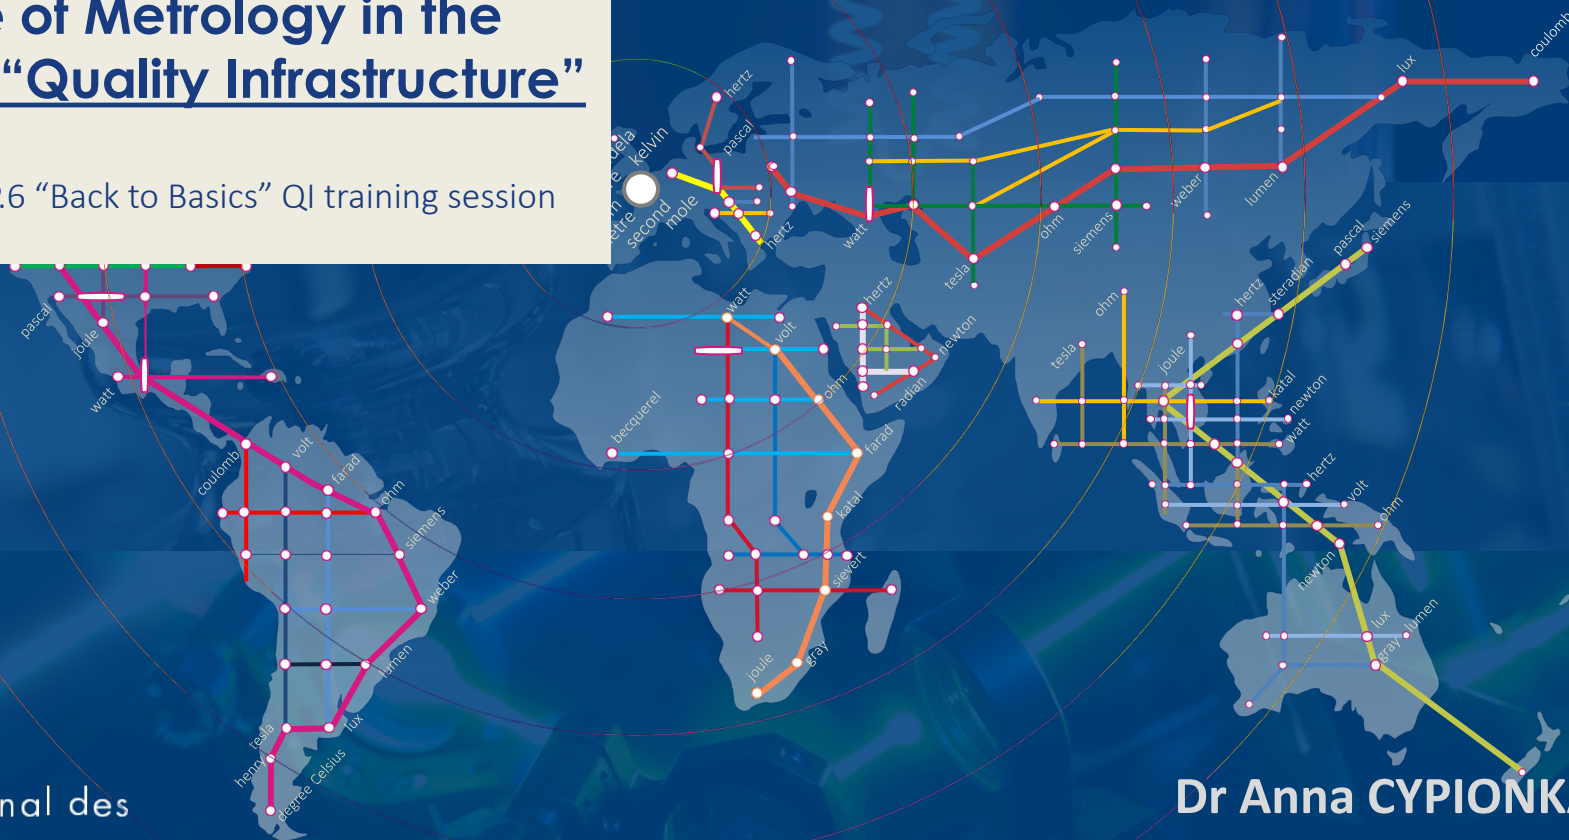 e of Metrology in the
“Quality Infrastructure”
.6 “Back to Basics” QI training session
coulomb
lux
hertz
pascal
kelvin
second
mole
hertz
watt
tesla
ohm
siemens
weber
lumen
pascal
siemens
steradian
hertz
ohm
tesla
joule
katal
newton
watt
hertz
volt
ohm
newton
lux
lumen
gray
pascal
joule
watt
coulomb
volt
farad
ohm
siemens
weber
lumen
lux
tesla
henry
degree Celsius
watt
volt
hertz
newton
radian
ohm
becquerel
farad
katal
sievert
gray
joule
nal des
Dr Anna CYPIONK